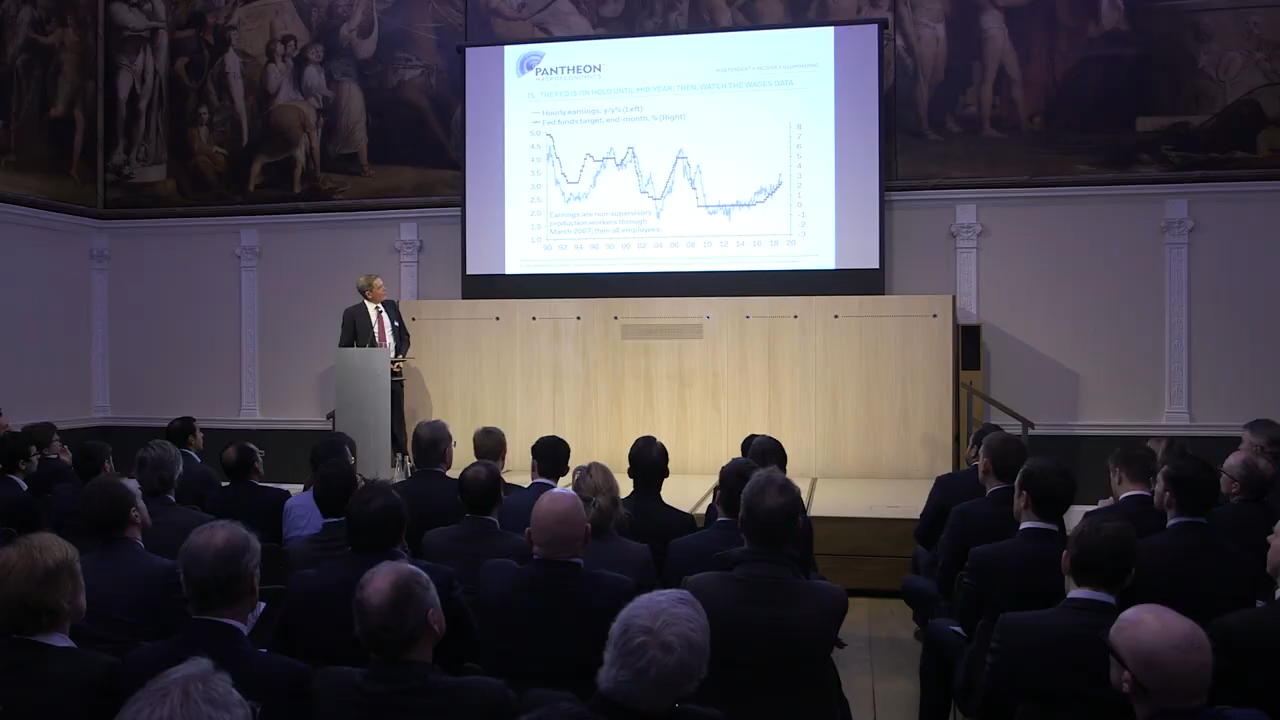 PANTHEON
MACROECONOMICS
INDEPENDENT • INCISIVE • ILLUMINATING
15. THE FED IS ON HOLD UNTIL MID-YEAR; THEN, WATCH THE WAGES DATA
Hourly earnings, y/y% (Left)
Fed funds target, end-month, % (Right)
5.0
4.5
4.0
3.5
3.0
2.5
2.0
1.5
1.0
8
7
6
5
4
3
2
1
0
-1
-2
-3
Earnings are non-supervisory
production workers through
March 2007, then all employees
90 92 94 96 98 00 02 04 06 08 10 12 14 16 18 20